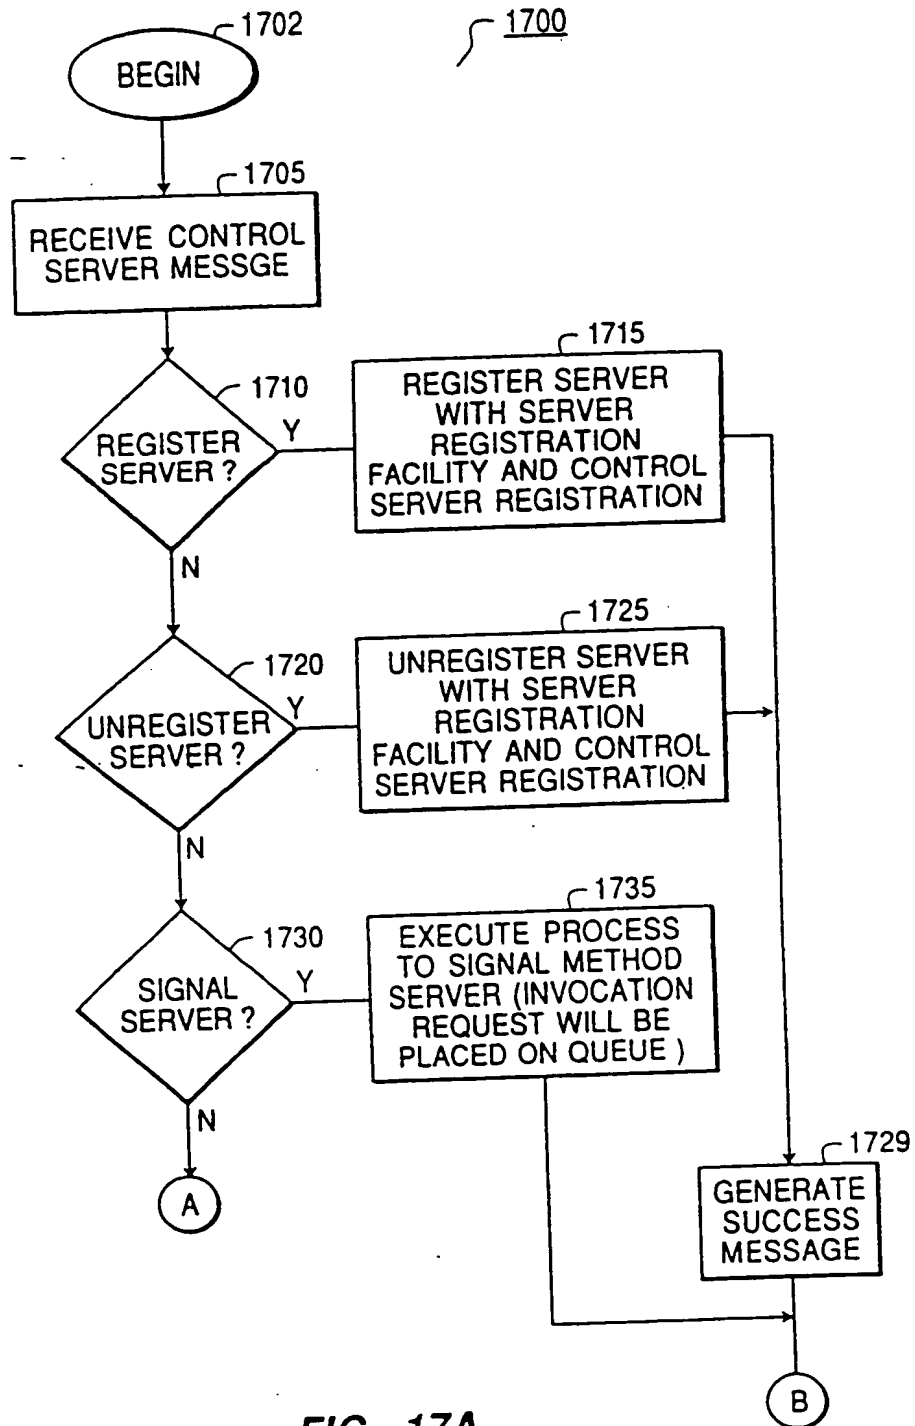 1702
1700
BEGIN
1705
RECEIVE CONTROL
SERVER MESSGE
1710
REGISTER
SERVER ?
Y
N
1715
REGISTER SERVER
WITH SERVER
REGISTRATION
FACILITY AND CONTROL
SERVER REGISTRATION
1720
UNREGISTER
SERVER ?
Y
N
1725
UNREGISTER SERVER
WITH SERVER
REGISTRATION
FACILITY AND CONTROL
SERVER REGISTRATION
1730
SIGNAL
SERVER ?
Y
N
1735
EXECUTE PROCESS
TO SIGNAL METHOD
SERVER (INVOCATION
REQUEST WILL BE
PLACED ON QUEUE )
A
1729
GENERATE
SUCCESS
MESSAGE
B
FIG. 17A